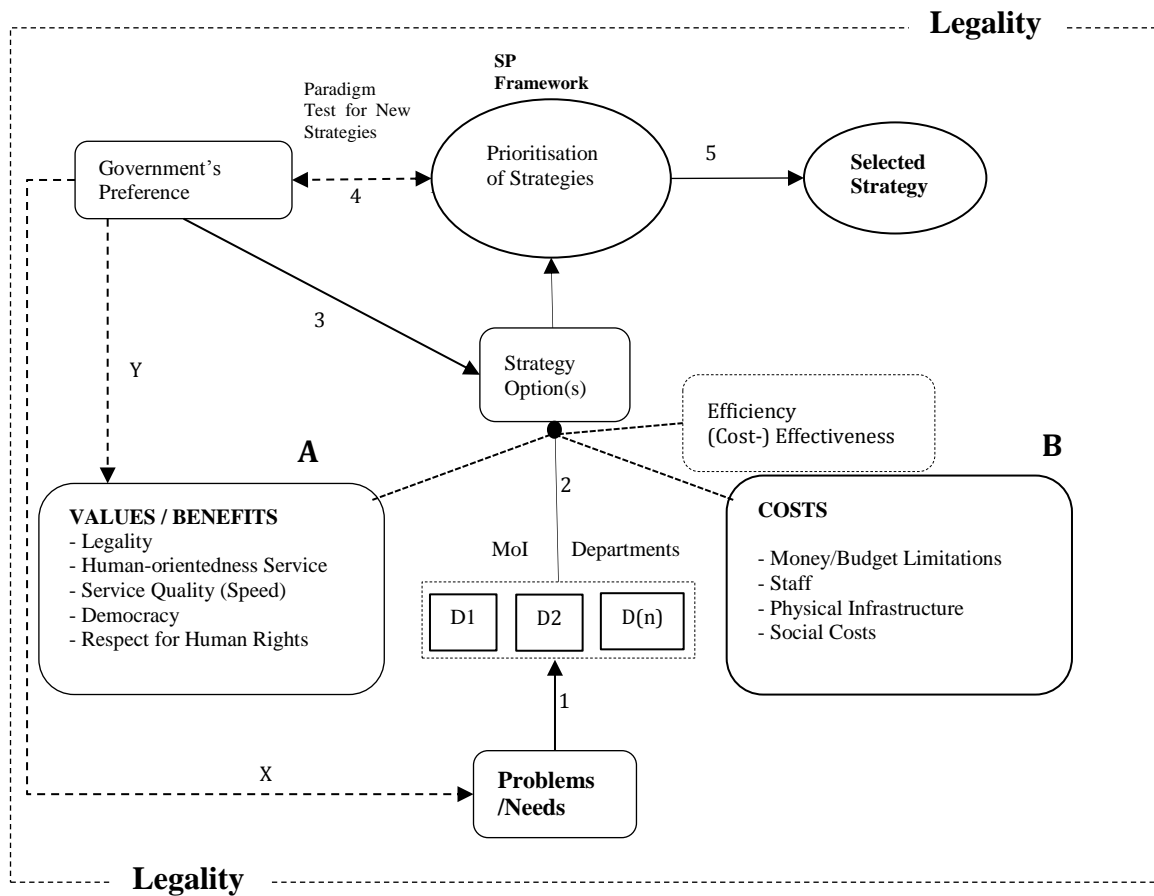 Legality
SP
Framework
Paradigm
Test for New
Strategies
Government's
Preference
4
Prioritisation
of Strategies
5
Selected
Strategy
3
Y
Strategy
Option(s)
Efficiency
(Cost-) Effectiveness
A
B
2
VALUES / BENEFITS
- Legality
- Human-orientedness Service
- Service Quality (Speed)
- Democracy
- Respect for Human Rights
COSTS
- Money/Budget Limitations
- Staff
- Physical Infrastructure
- Social Costs
MoI Departments
D1 D2 D(n)
1
X
Problems
/Needs
Legality